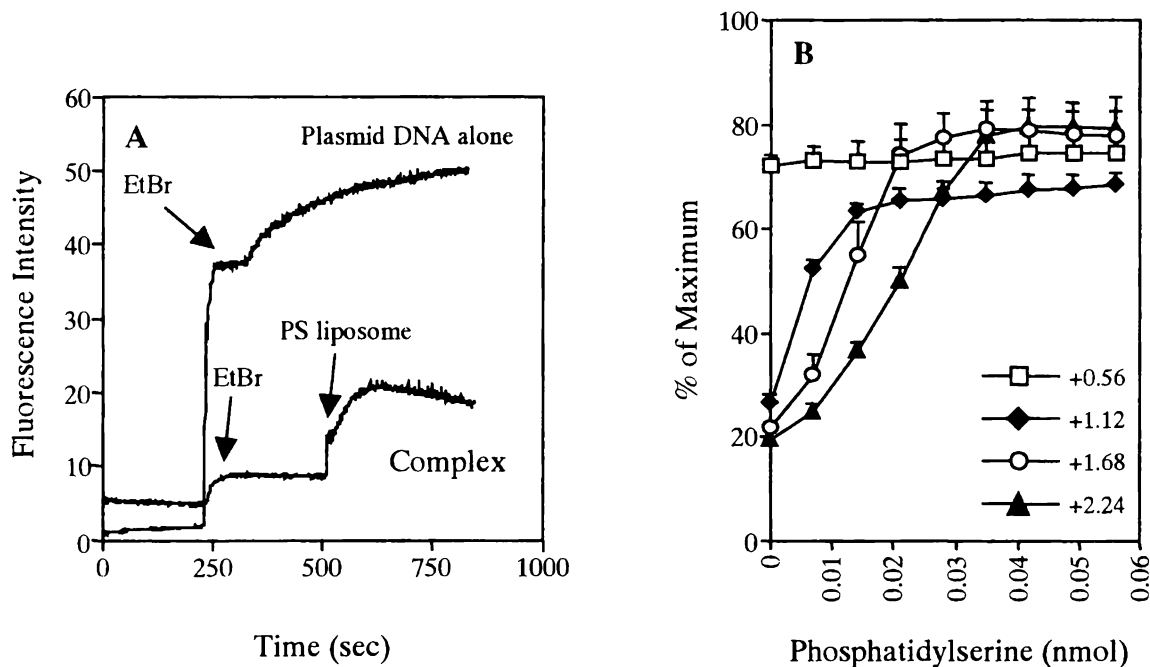 A
Fluorescence Intensity
60
50
40
30
20
10
0
Plasmid DNA alone
EtBr
PS liposome
EtBr
Complex
0 250 500 750 1000
Time (sec)
B
% of Maximum
100
80
60
40
20
0
+0.56
+1.12
+1.68
+2.24
0 0.01 0.02 0.03 0.04 0.05 0.06
Phosphatidylserine (nmol)